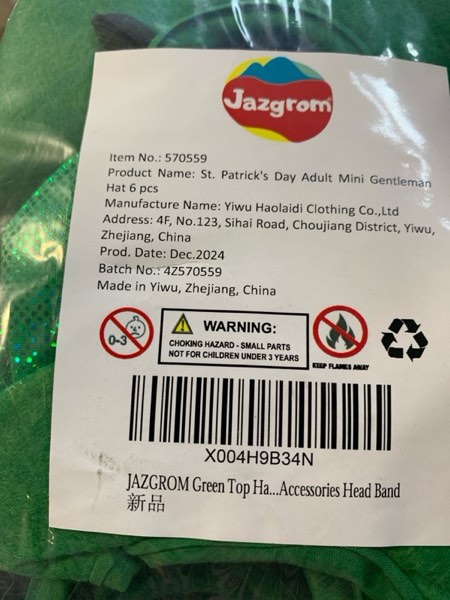 Jazgrom
Item No.: 570559
Product Name: St. Patrick's Day Adult Mini Gentleman
Hat 6 pcs
Manufacture Name: Yiwu Haolaidi Clothing Co.,Ltd
Address: 4F, No.123, Sihai Road, Choujiang District, Yiwu,
Zhejiang, China
Prod. Date: Dec.2024
Batch No.: 4Z570559
Made in Yiwu, Zhejiang, China
0-3
WARNING:
CHOKING HAZARD - SMALL PARTS
NOT FOR CHILDREN UNDER 3 YEARS
KEEP FLAMES AWAY
X004H9B34N
JAZGROM Green Top Ha...Accessories Head Band
新品